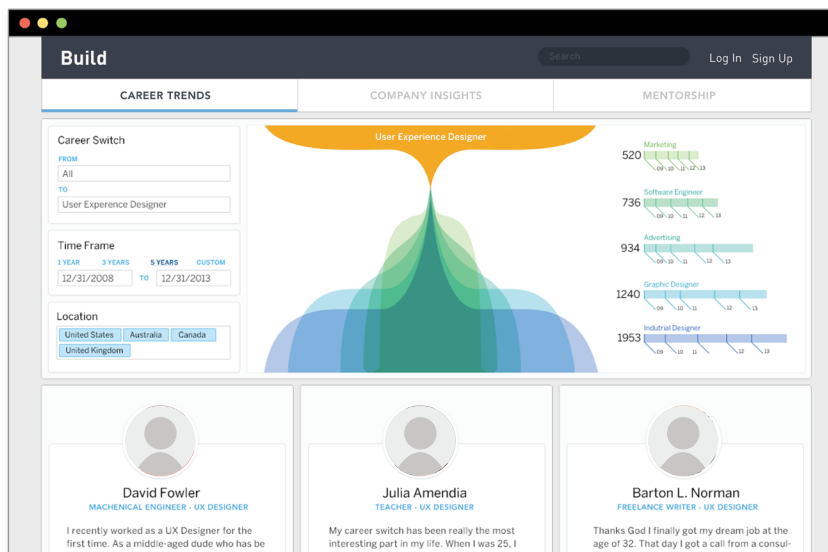 Build
Search
Log In Sign Up
CAREER TRENDS
COMPANY INSIGHTS
MENTORSHIP
Career Switch
FROM
All
TO
User Experence Designer
Time Frame
1 YEAR 3 YEARS 5 YEARS CUSTOM
12/31/2008 TO 12/31/2013
Location
United States Australia Canada
United Kingdom
User Experience Designer
Marketing
520
09 10 11 12 13
Software Engineer
736
09 10 11 12 13
Advertising
934
09 10 11 12 13
Graphic Designer
1240
09 10 11 12 13
Indutrial Designer
1953
09 10 11 12 13
David Fowler
MACHENICAL ENGINEER - UX DESIGNER
I recently worked as a UX Designer for the
first time. As a middle-aged dude who has be
Julia Amendia
TEACHER - UX DESIGNER
My career switch has been really the most
interesting part in my life. When I was 25, I
Barton L. Norman
FREELANCE WRITER - UX DESIGNER
Thanks God I finally got my dream job at the
age of 32. That day I got a call from a consul-